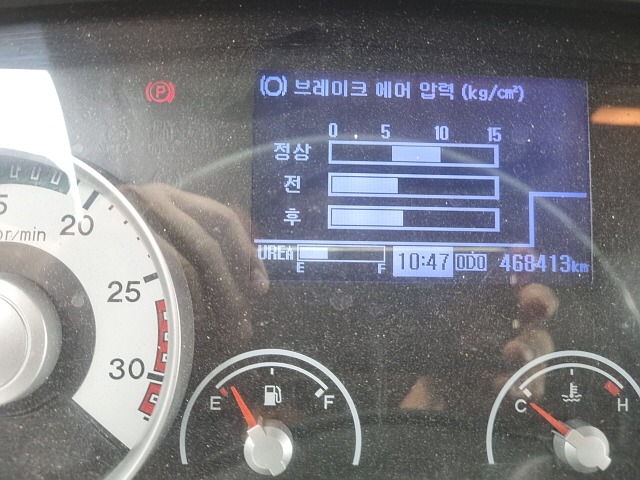 (P)
브레이크 에어 압력 (kg/cm²)
0 5 10 15
정상
전
후
UREA
E F
10:47 ODO 468413km
20
r/min
25
30
E F
C H